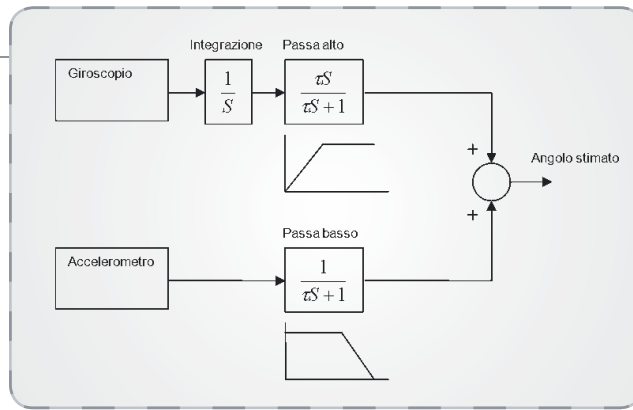 Integrazione
Passa alto
Giroscopio
1
S
τS
τS + 1
+
Angolo stimato
+
Passa basso
Accelerometro
1
τS + 1